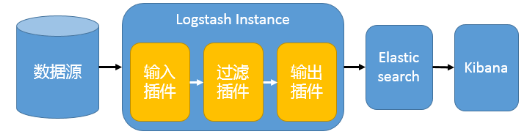 Logstash Instance
数据源
输入
插件
过滤
插件
输出
插件
Elastic
search
Kibana